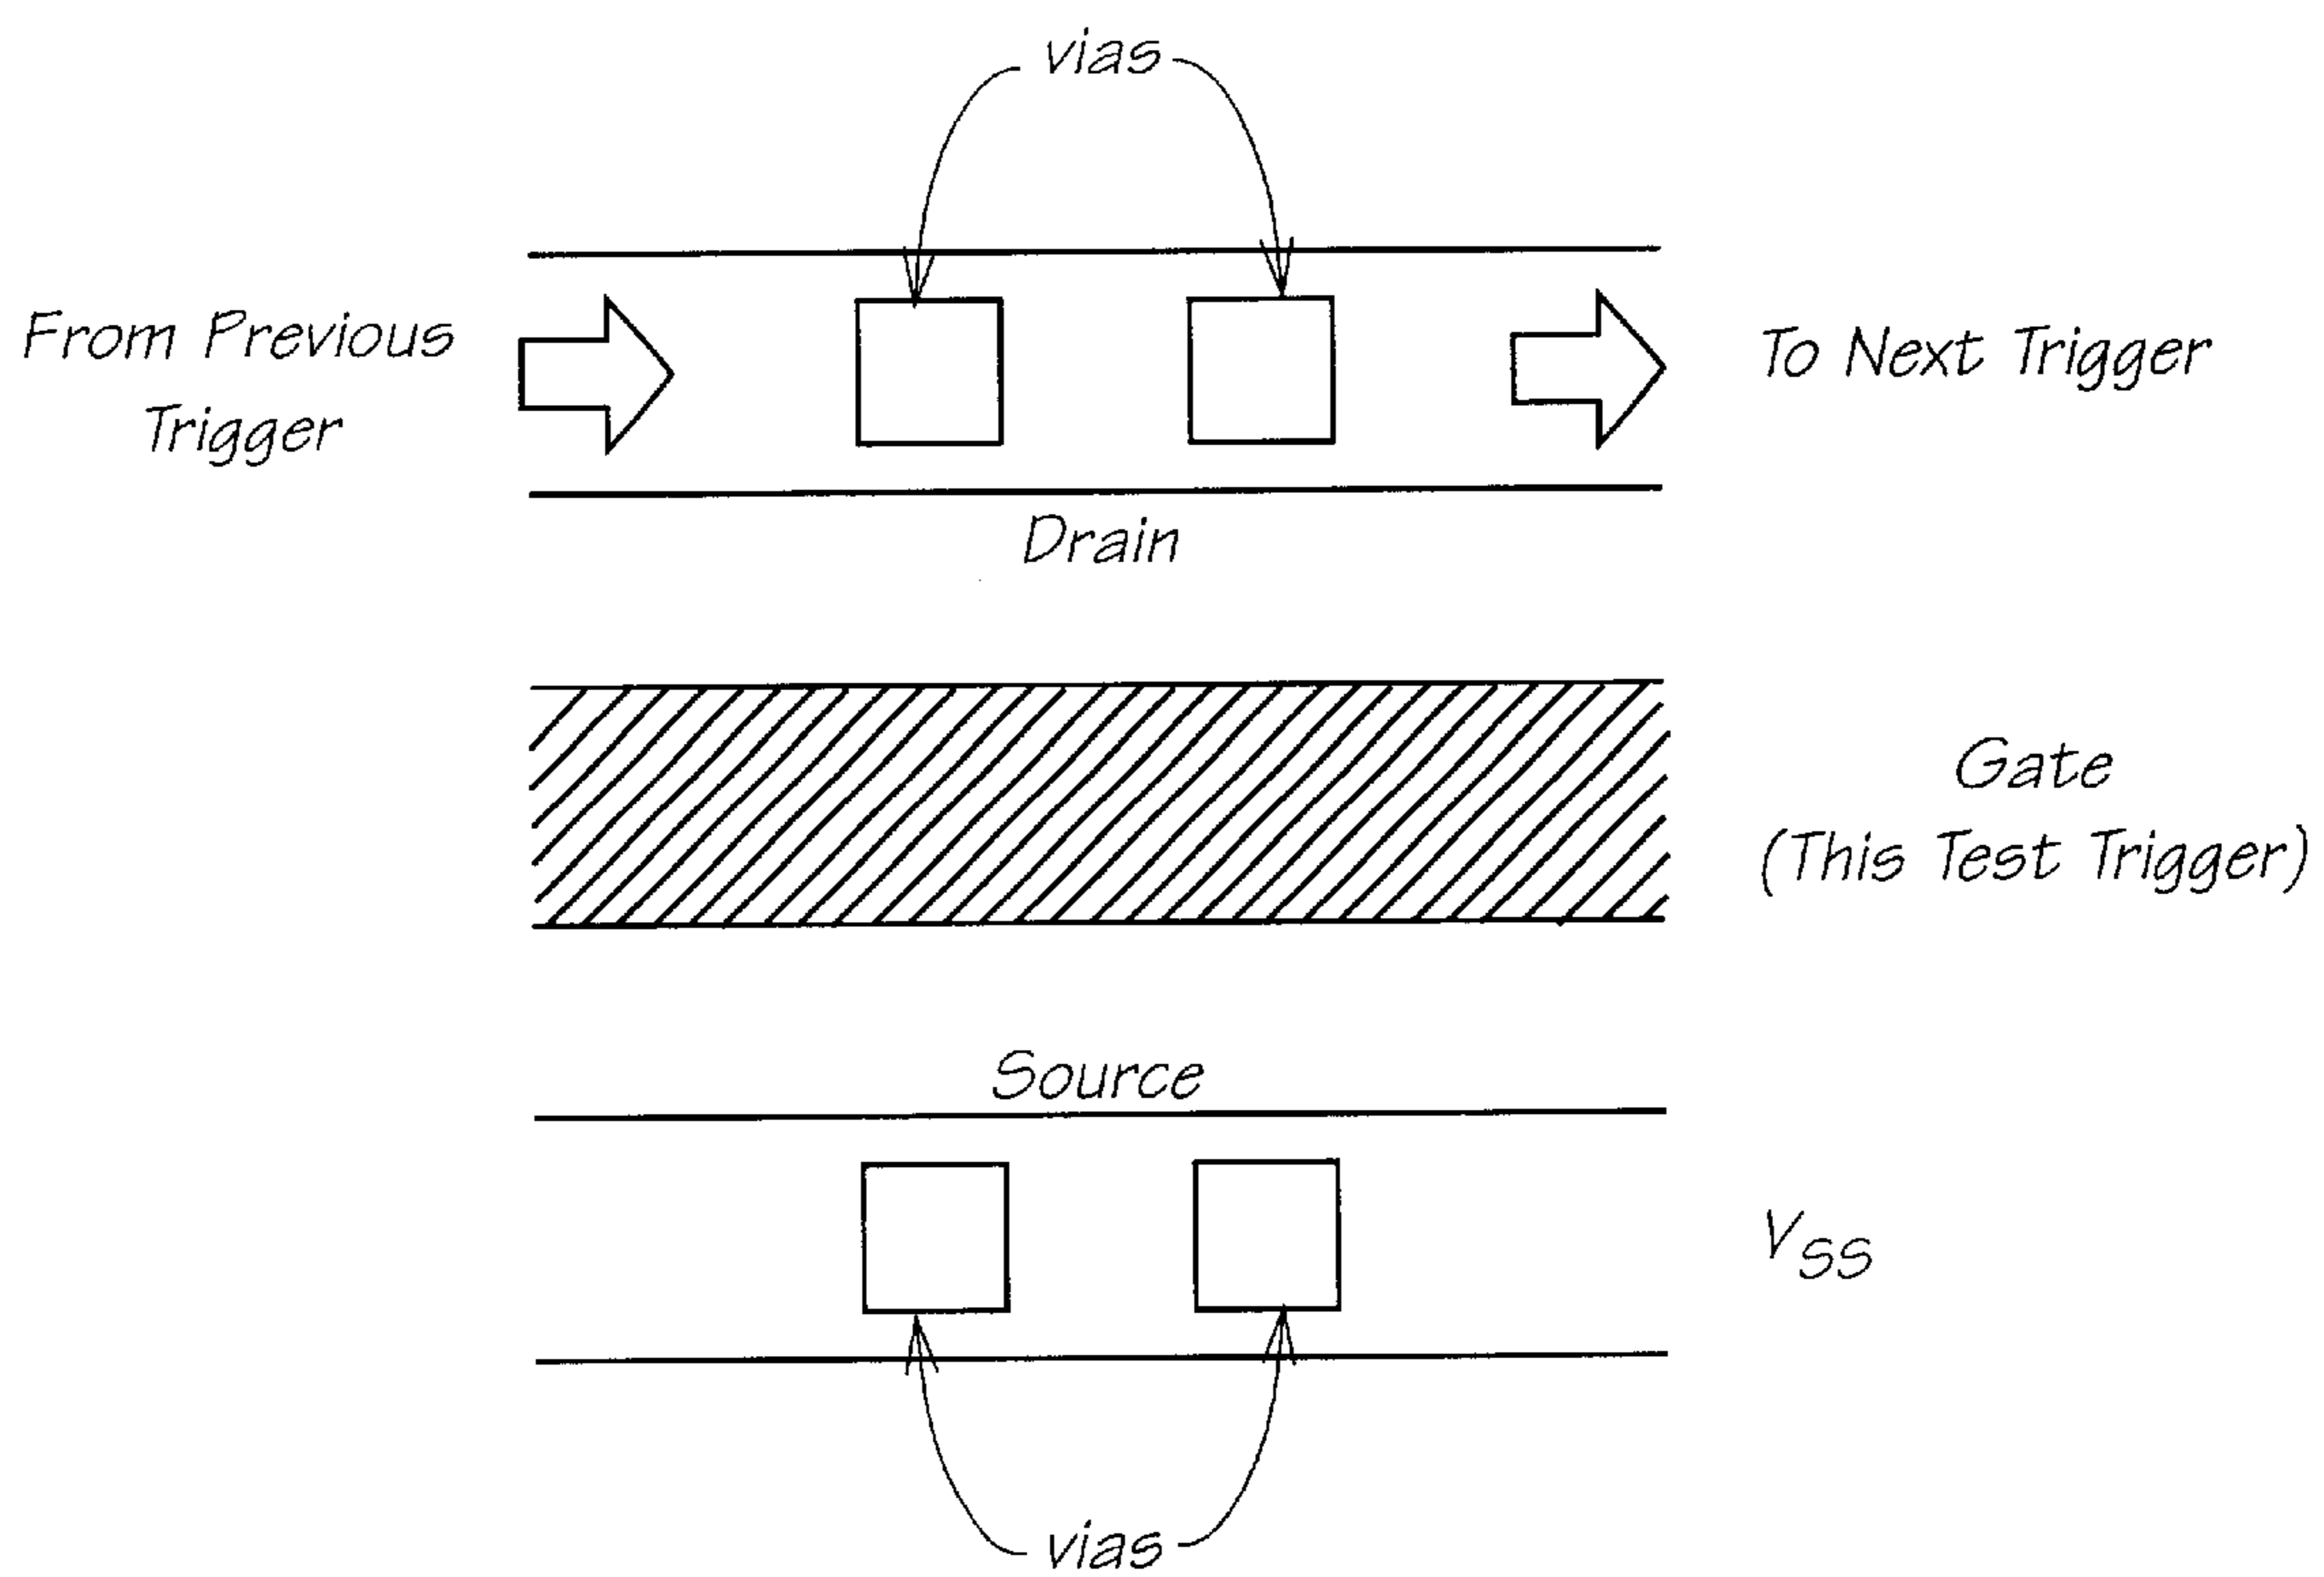 vias
From Previous
Trigger
To Next Trigger
Drain
Gate
(This Test Trigger)
Source
VSS
vias